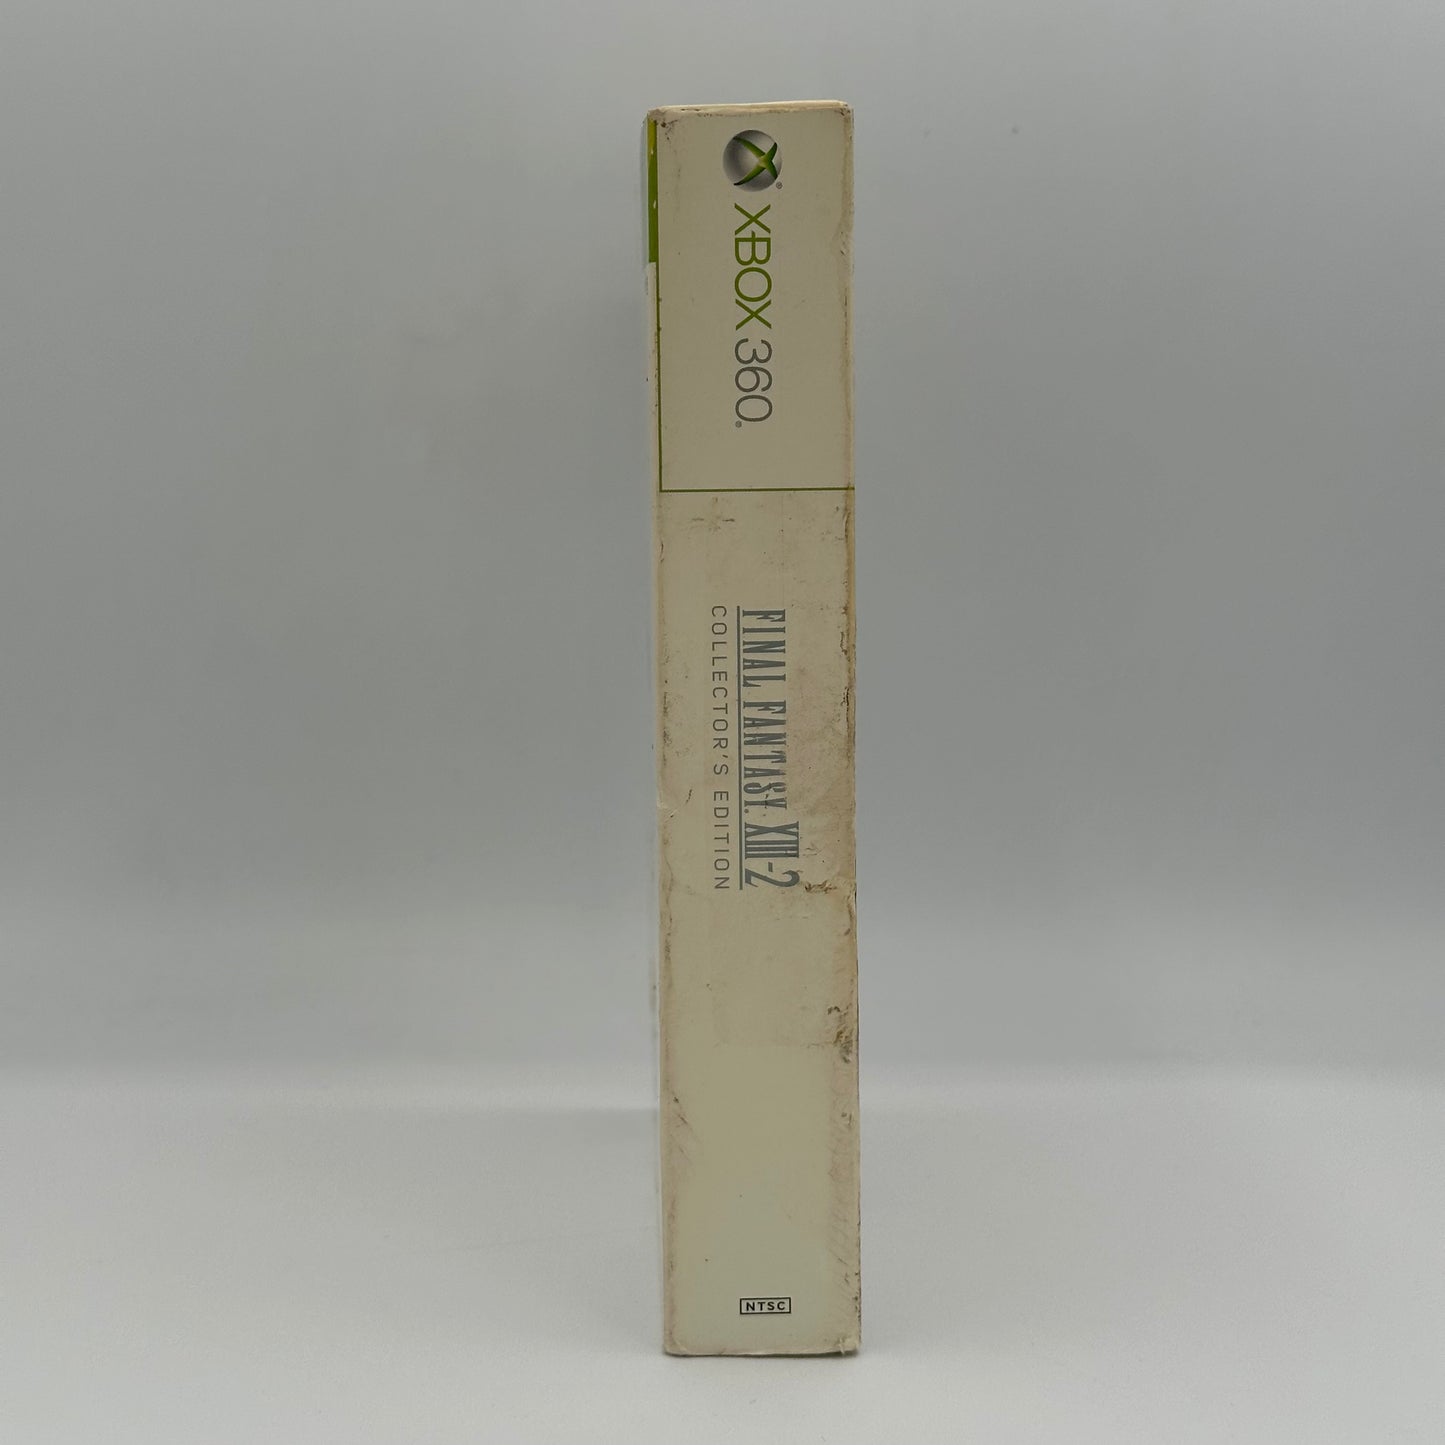 XBOX 360®
FINAL FANTASY® XIII-2
COLLECTOR'S EDITION
NTSC